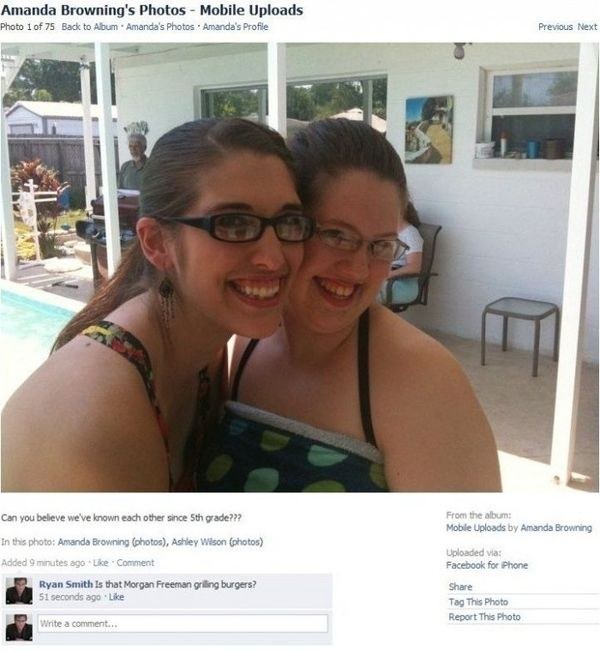 Amanda Browning's Photos - Mobile Uploads
Photo 1 of 75 Back to Album · Amanda's Photos · Amanda's Profile
Previous Next
Can you believe we've known each other since 5th grade???
In this photo: Amanda Browning (photos), Ashley Wilson (photos)
Added 9 minutes ago · Like · Comment
Ryan Smith Is that Morgan Freeman grilling burgers?
51 seconds ago · Like
Write a comment...
From the album:
Mobile Uploads by Amanda Browning
Uploaded via:
Facebook for iPhone
Share
Tag This Photo
Report This Photo